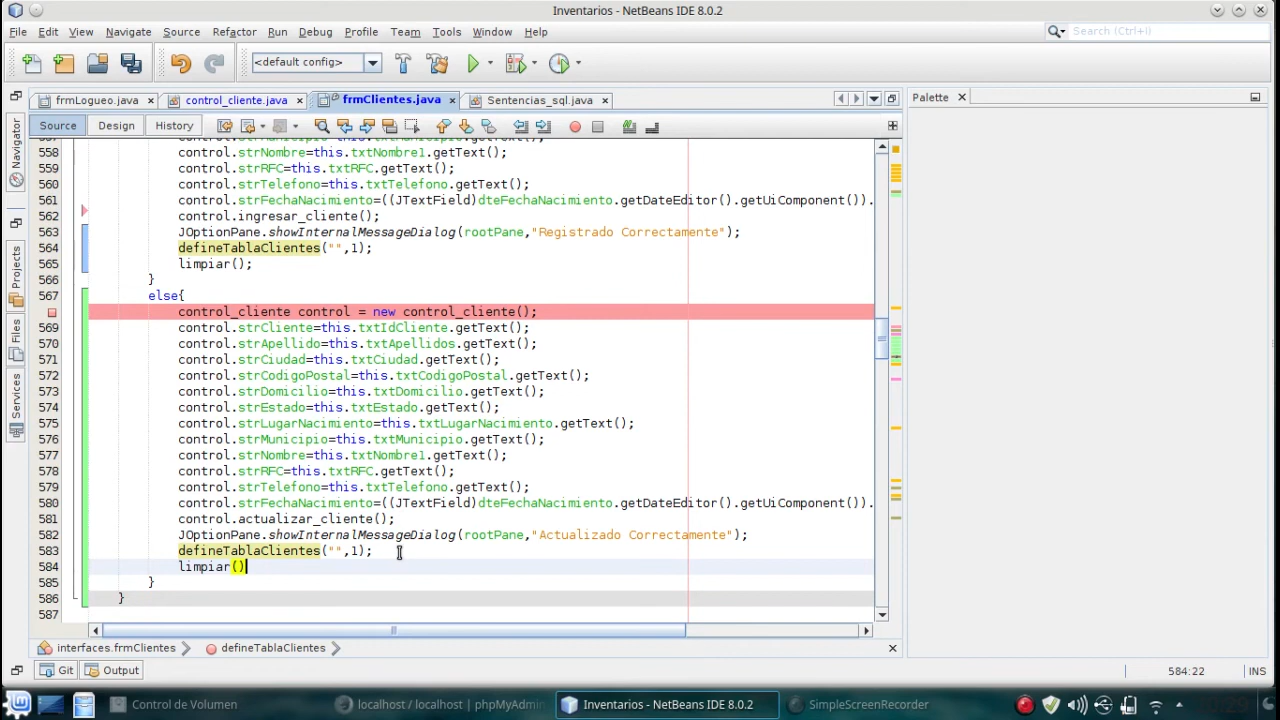 Inventarios - NetBeans IDE 8.0.2
File Edit View Navigate Source Refactor Run Debug Profile Team Tools Window Help
Search (Ctrl+I)
<default config>
frmLogueo.java control_cliente.java frmClientes.java Sentencias_sql.java
Palette
Source Design History
Navigator
Projects
Files
Services
558 control.strNombre=this.txtNombre1.getText();
559 control.strRFC=this.txtRFC.getText();
560 control.strTelefono=this.txtTelefono.getText();
561 control.strFechaNacimiento=((JTextField)dteFechaNacimiento.getDateEditor().getUiComponent()).
562 control.ingresar_cliente();
563 JOptionPane.showInternalMessageDialog(rootPane,"Registrado Correctamente");
564 defineTablaClientes("",1);
565 limpiar();
566 }
567 else{
control_cliente control = new control_cliente();
569 control.strCliente=this.txtIdCliente.getText();
570 control.strApellido=this.txtApellidos.getText();
571 control.strCiudad=this.txtCiudad.getText();
572 control.strCodigoPostal=this.txtCodigoPostal.getText();
573 control.strDomicilio=this.txtDomicilio.getText();
574 control.strEstado=this.txtEstado.getText();
575 control.strLugarNacimiento=this.txtLugarNacimiento.getText();
576 control.strMunicipio=this.txtMunicipio.getText();
577 control.strNombre=this.txtNombre1.getText();
578 control.strRFC=this.txtRFC.getText();
579 control.strTelefono=this.txtTelefono.getText();
580 control.strFechaNacimiento=((JTextField)dteFechaNacimiento.getDateEditor().getUiComponent()).
581 control.actualizar_cliente();
582 JOptionPane.showInternalMessageDialog(rootPane,"Actualizado Correctamente");
583 defineTablaClientes("",1);
584 limpiar()
585 }
586 }
587
interfaces.frmClientes defineTablaClientes
Git Output
584:22 INS
Control de Volumen localhost / localhost | phpMyAdmin Inventarios - NetBeans IDE 8.0.2 SimpleScreenRecorder